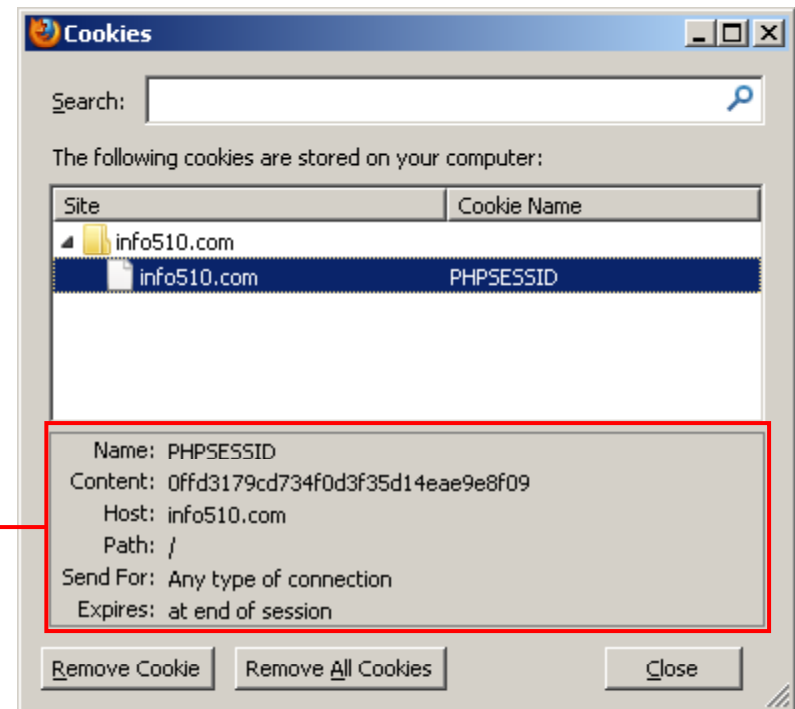 Cookies
Search:
The following cookies are stored on your computer:
Site Cookie Name
info510.com
info510.com PHPSESSID
Name: PHPSESSID
Content: 0ffd3179cd734f0d3f35d14eae9e8f09
Host: info510.com
Path: /
Send For: Any type of connection
Expires: at end of session
Remove Cookie Remove All Cookies Close